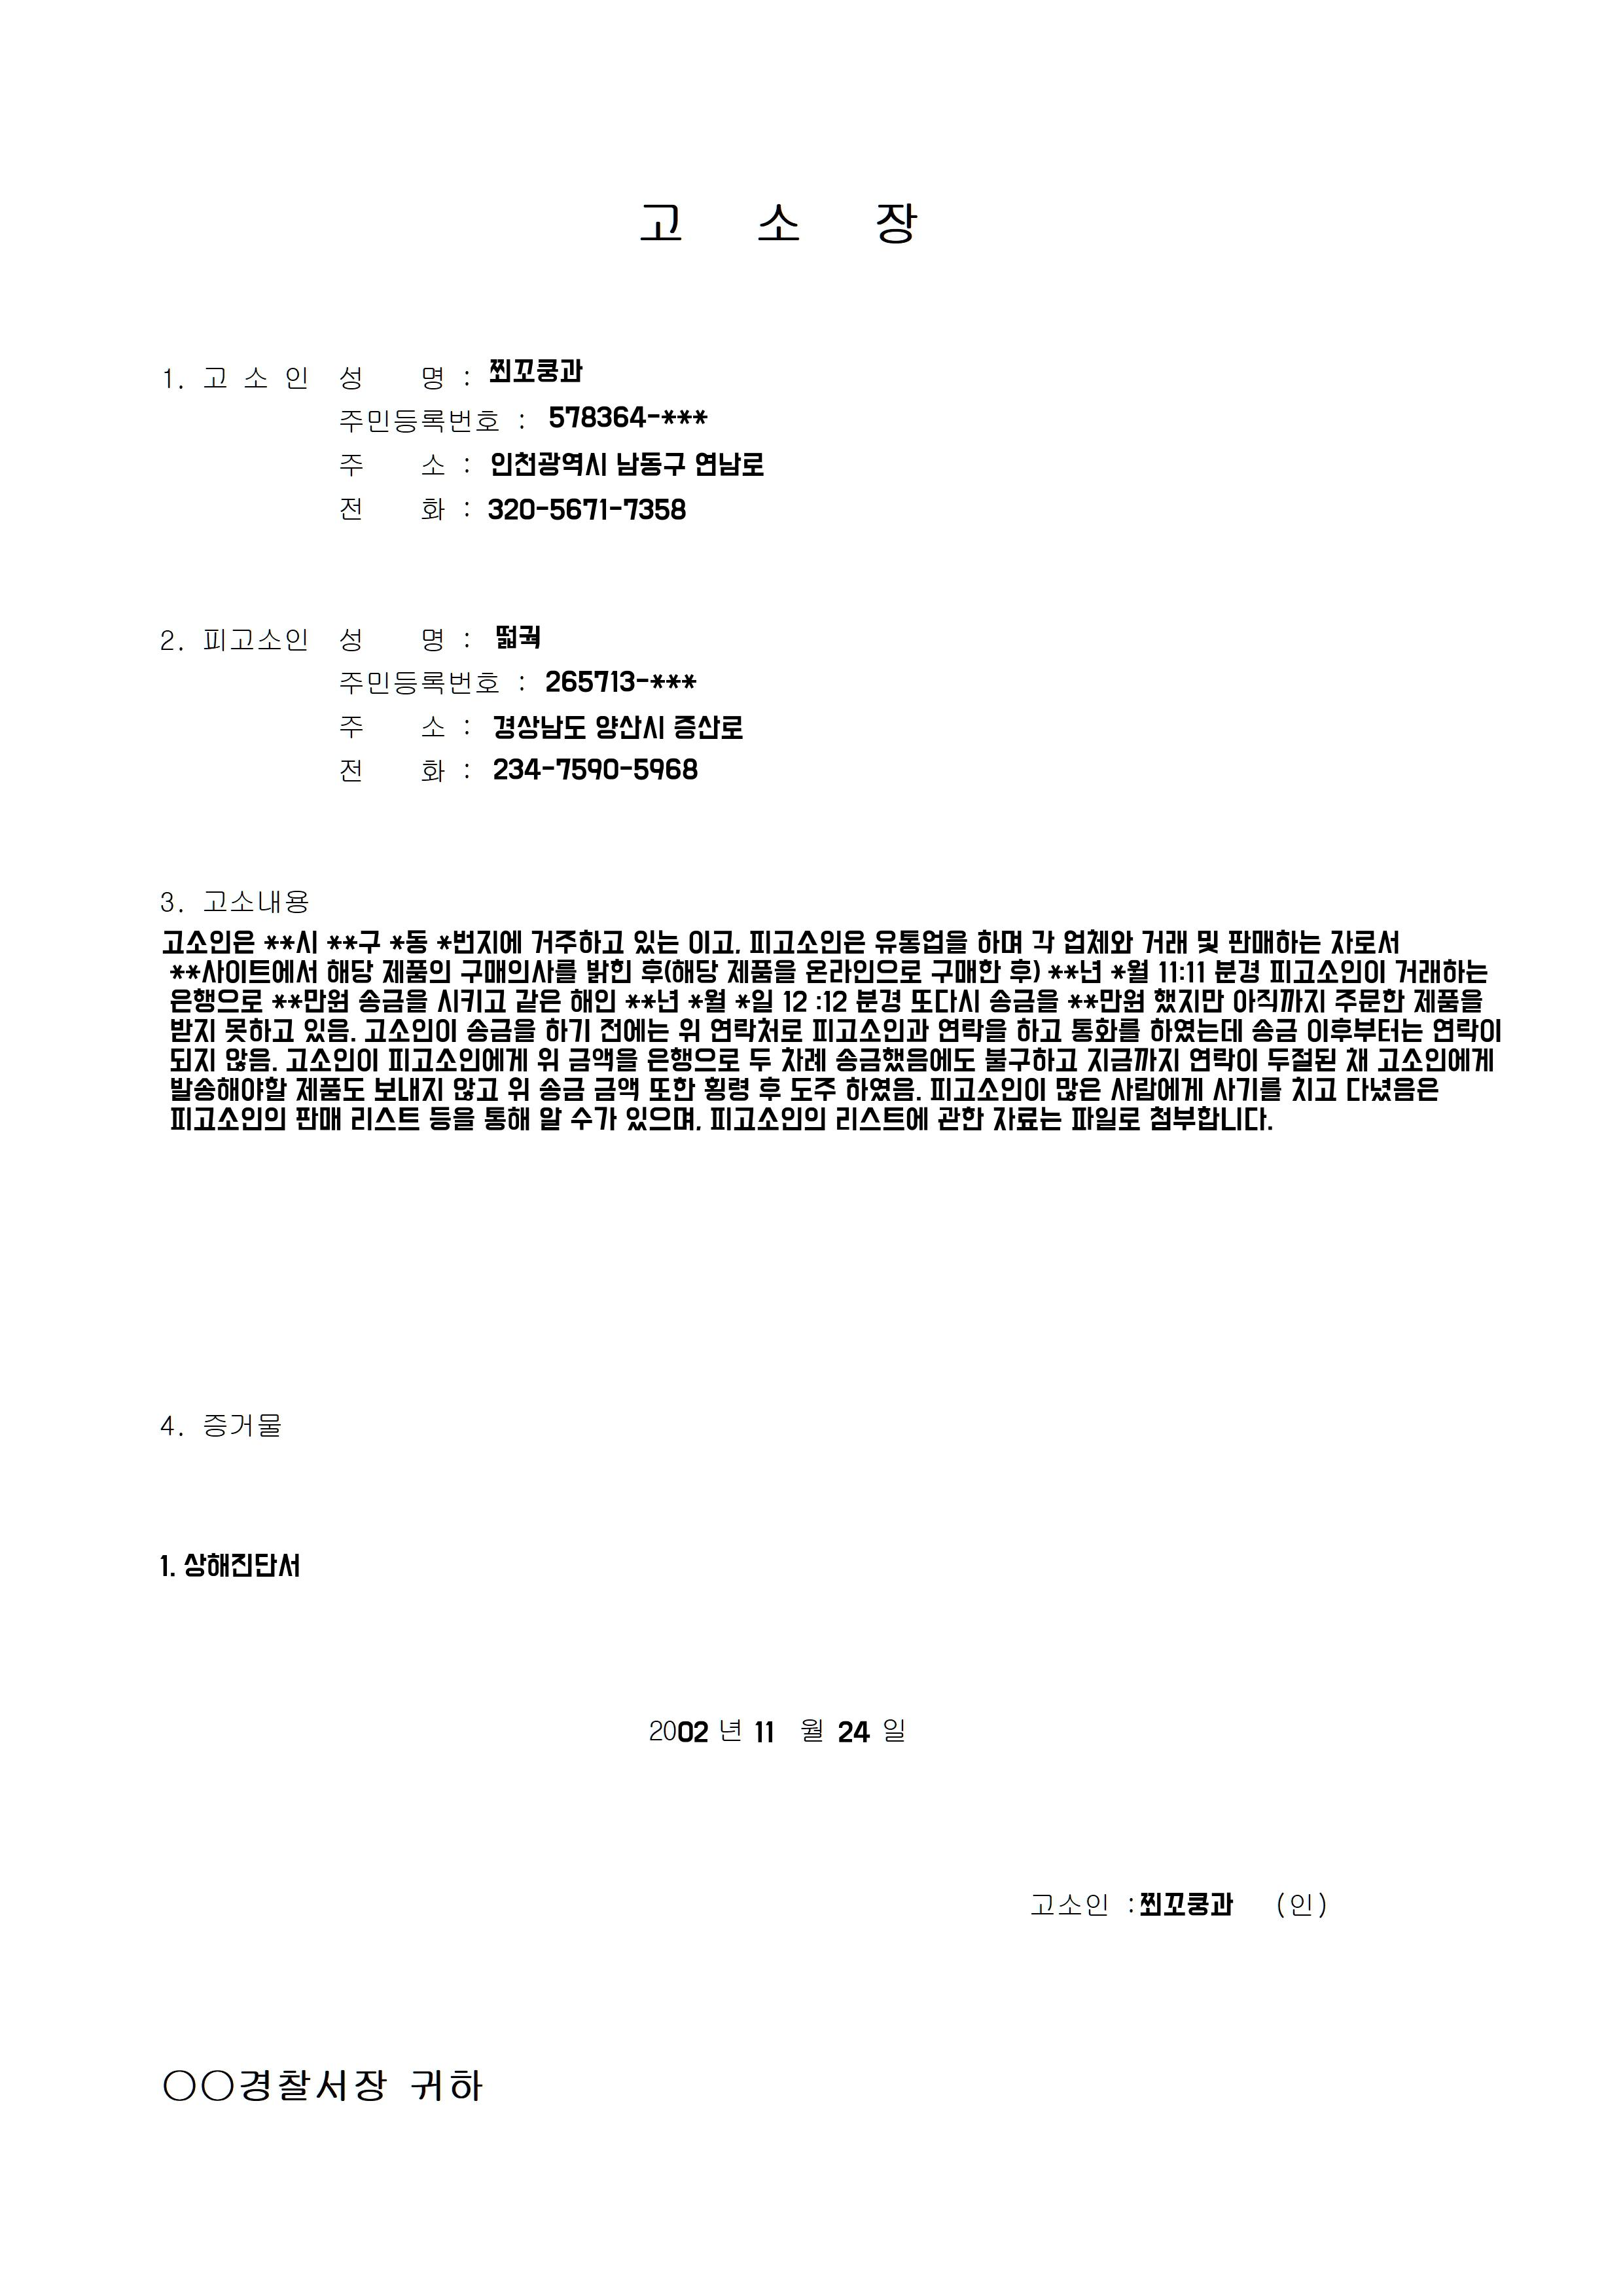 고 소 장
1. 고 소 인 성 명 : 쬐꼬쿵과
주민등록번호 : 578364-***
주 소 : 인천광역시 남동구 연남로
전 화 : 320-5671-7358
2. 피고소인 성 명 : 떫궉
주민등록번호 : 265713-***
주 소 : 경상남도 양산시 증산로
전 화 : 234-7590-5968
3. 고소내용
고소인은 **시 **구 *동 *번지에 거주하고 있는 이고, 피고소인은 유통업을 하며 각 업체와 거래 및 판매하는 자로서
**사이트에서 해당 제품의 구매의사를 밝힌 후(해당 제품을 온라인으로 구매한 후) **년 *월 11:11 분경 피고소인이 거래하는
은행으로 **만원 송금을 시키고 같은 해인 **년 *월 *일 12 :12 분경 또다시 송금을 **만원 했지만 아직까지 주문한 제품을
받지 못하고 있음. 고소인이 송금을 하기 전에는 위 연락처로 피고소인과 연락을 하고 통화를 하였는데 송금 이후부터는 연락이
되지 않음. 고소인이 피고소인에게 위 금액을 은행으로 두 차례 송금했음에도 불구하고 지금까지 연락이 두절된 채 고소인에게
발송해야할 제품도 보내지 않고 위 송금 금액 또한 횡령 후 도주 하였음. 피고소인이 많은 사람에게 사기를 치고 다녔음은
피고소인의 판매 리스트 등을 통해 알 수가 있으며, 피고소인의 리스트에 관한 자료는 파일로 첨부합니다.
4. 증거물
1. 상해진단서
2002 년 11 월 24 일
고소인 :쬐꼬쿵과 (인)
○○경찰서장 귀하